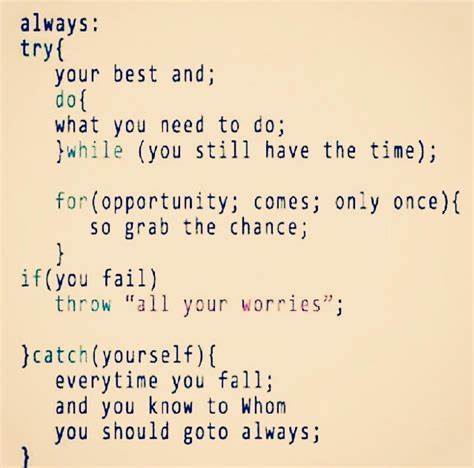 always:
try{
your best and;
do{
what you need to do;
}while (you still have the time);
for(opportunity; comes; only once){
so grab the chance;
}
if(you fail)
throw "all your worries";
}catch(yourself){
everytime you fall;
and you know to Whom
you should goto always;
}